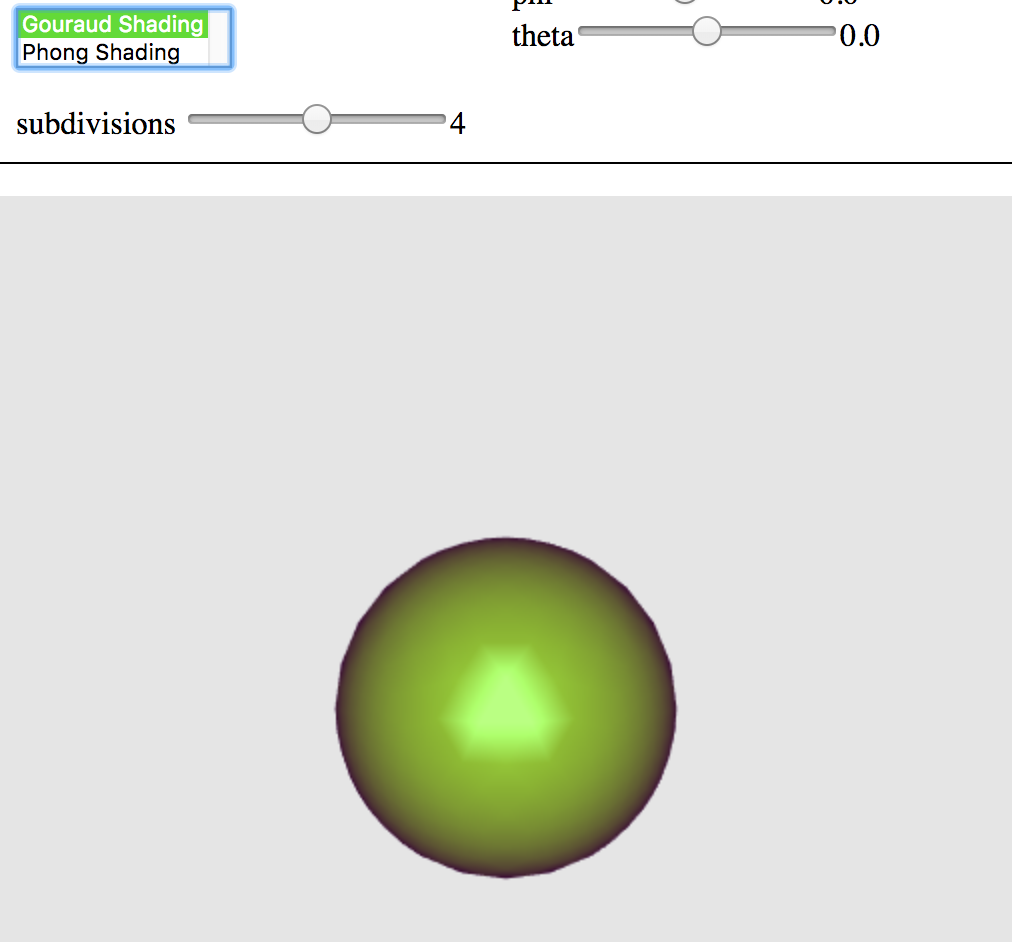 Gouraud Shading
Phong Shading
theta 0.0
subdivisions 4